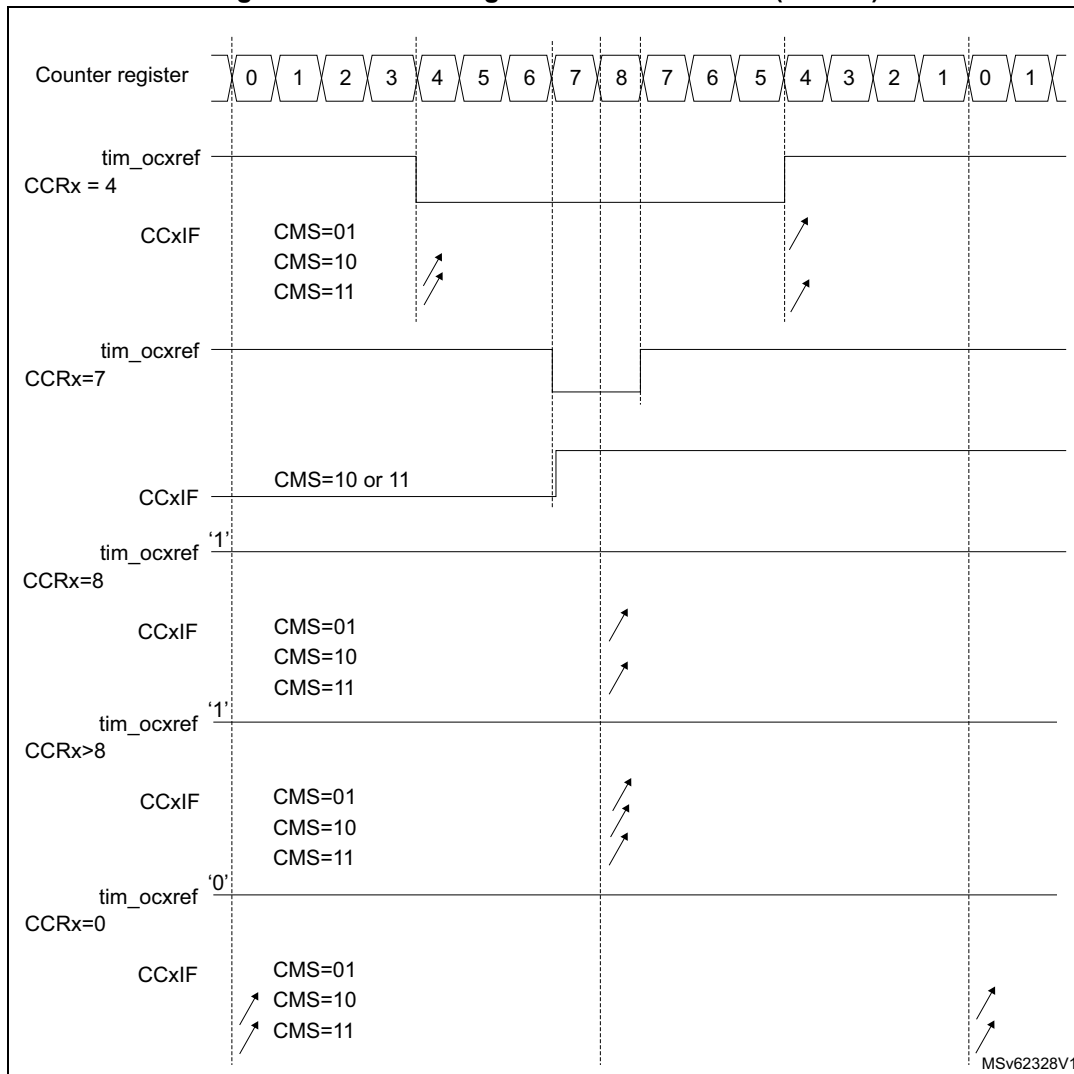 Counter register 0 1 2 3 4 5 6 7 8 7 6 5 4 3 2 1 0 1
tim_ocxref
CCRx = 4
CCxIF
CMS=01
CMS=10
CMS=11
tim_ocxref
CCRx=7
CMS=10 or 11
CCxIF
'1'
tim_ocxref
CCRx=8
CCxIF
CMS=01
CMS=10
CMS=11
'1'
tim_ocxref
CCRx>8
CCxIF
CMS=01
CMS=10
CMS=11
'0'
tim_ocxref
CCRx=0
CCxIF
CMS=01
CMS=10
CMS=11
MSv62328V1